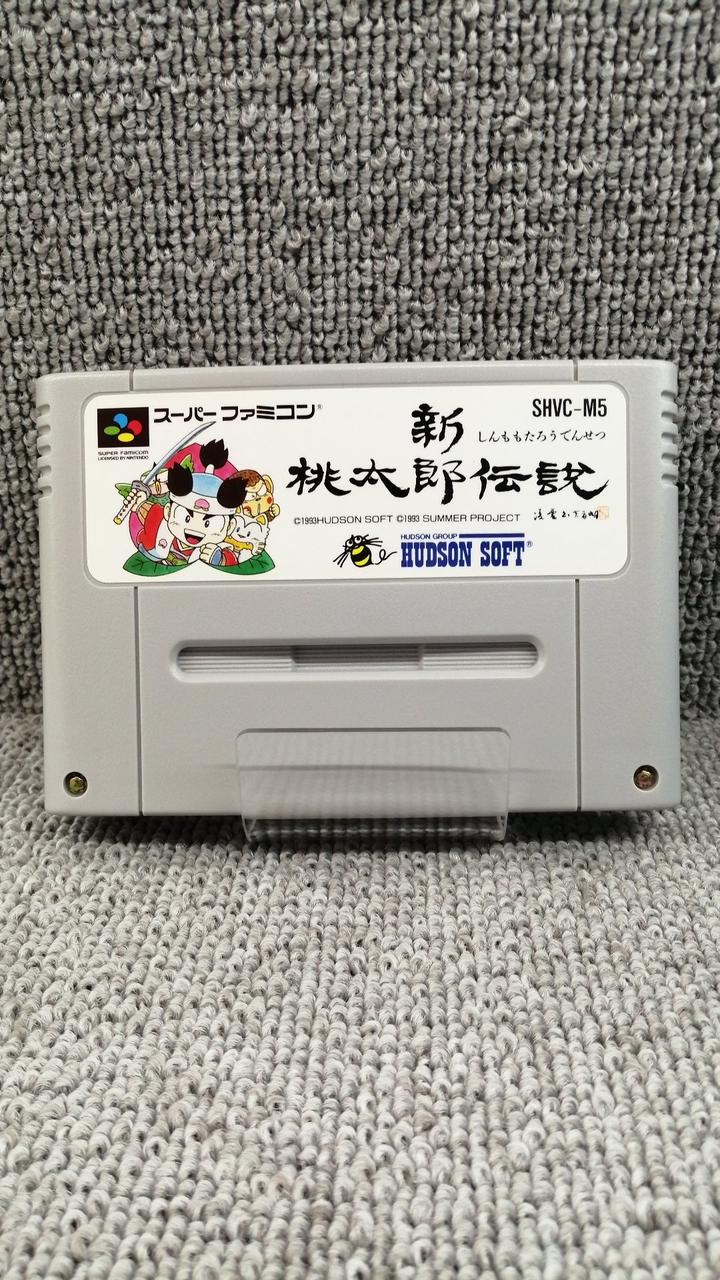 スーパーファミコン®
SUPER FAMICOM
LICENSED BY NINTENDO
SHVC-M5
新
しんももたろうでんせつ
桃太郎伝説
©1993HUDSON SOFT ©1993 SUMMER PROJECT
HUDSON GROUP
HUDSON SOFT®